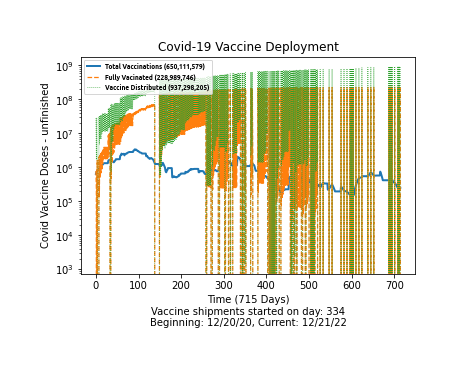 Covid-19 Vaccine Deployment
Total Vaccinations (650,111,579)
Fully Vacinated (228,989,746)
Vaccine Distributed (937,298,205)
Covid Vaccine Doses - unfinished
10⁹
10⁸
10⁷
10⁶
10⁵
10⁴
10³
0 100 200 300 400 500 600 700
Time (715 Days)
Vaccine shipments started on day: 334
Beginning: 12/20/20, Current: 12/21/22